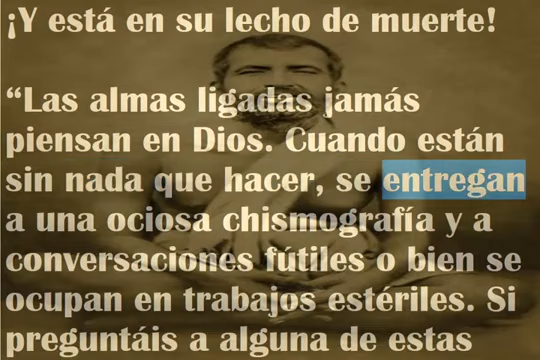 ¡Y está en su lecho de muerte!
“Las almas ligadas jamás
piensan en Dios. Cuando están
sin nada que hacer, se entregan
a una ociosa chismografía y a
conversaciones fútiles o bien se
ocupan en trabajos estériles. Si
preguntáis a alguna de estas